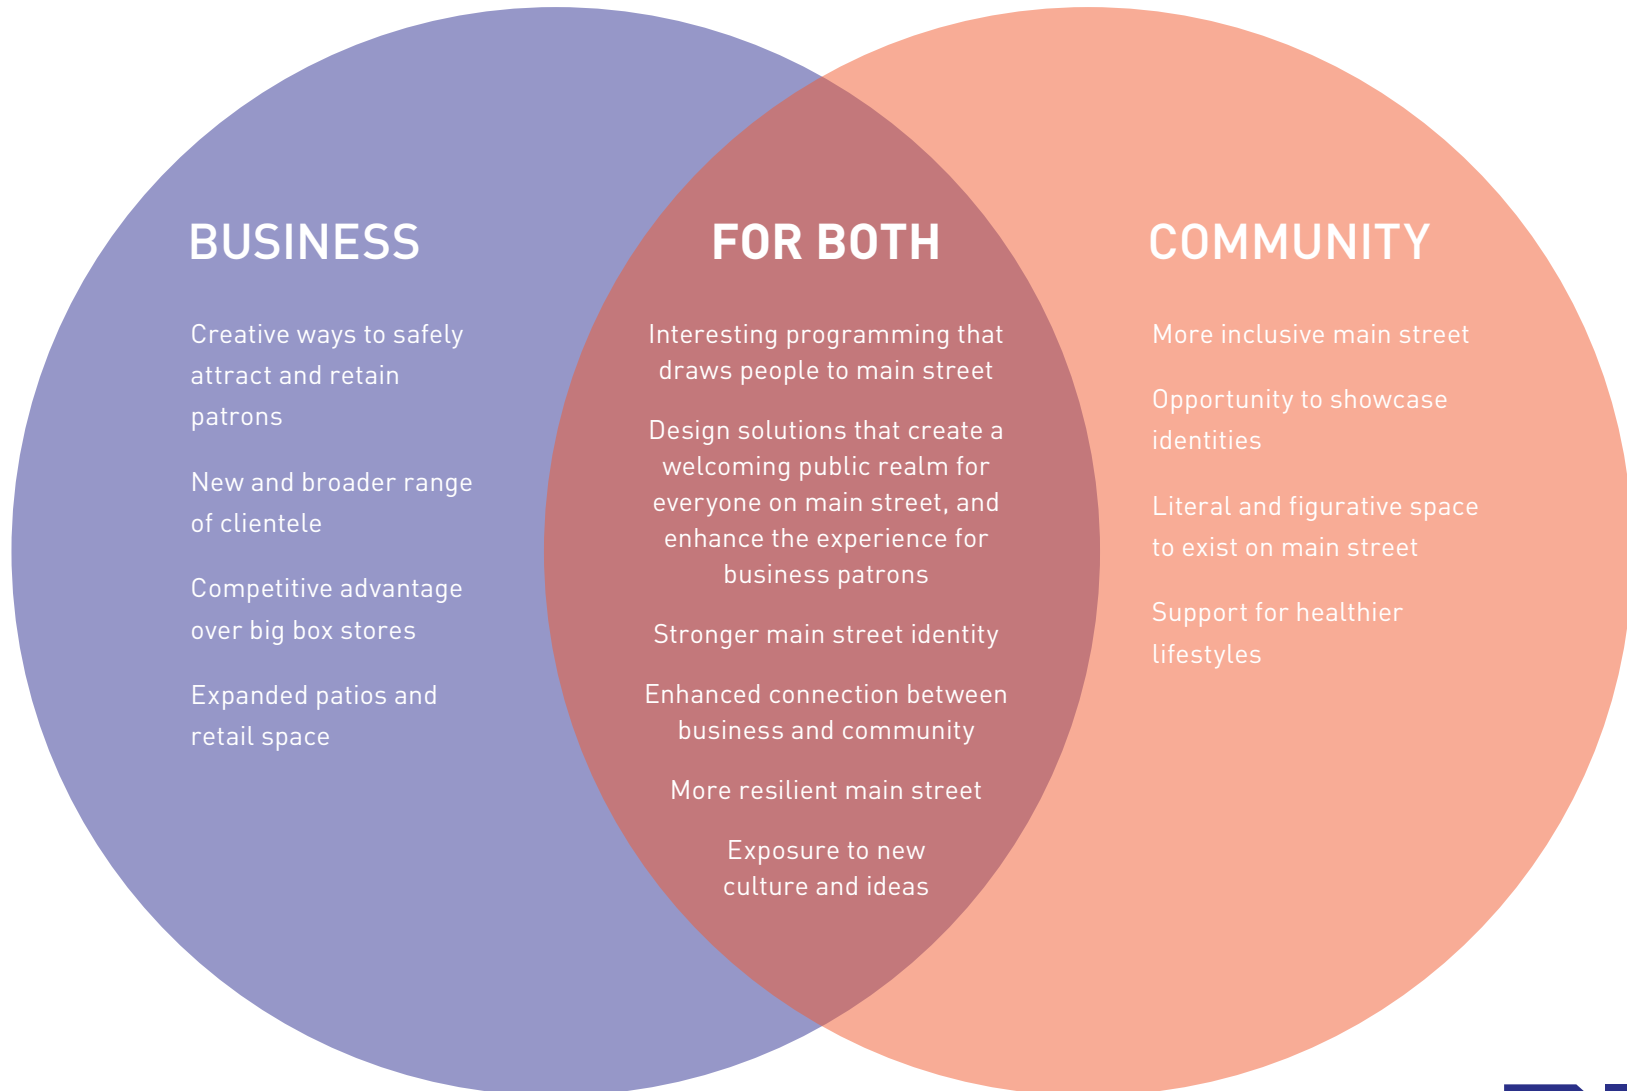 BUSINESS
Creative ways to safely
attract and retain
patrons
New and broader range
of clientele
Competitive advantage
over big box stores
Expanded patios and
retail space
FOR BOTH
Interesting programming that
draws people to main street
Design solutions that create a
welcoming public realm for
everyone on main street, and
enhance the experience for
business patrons
Stronger main street identity
Enhanced connection between
business and community
More resilient main street
Exposure to new
culture and ideas
COMMUNITY
More inclusive main street
Opportunity to showcase
identities
Literal and figurative space
to exist on main street
Support for healthier
lifestyles